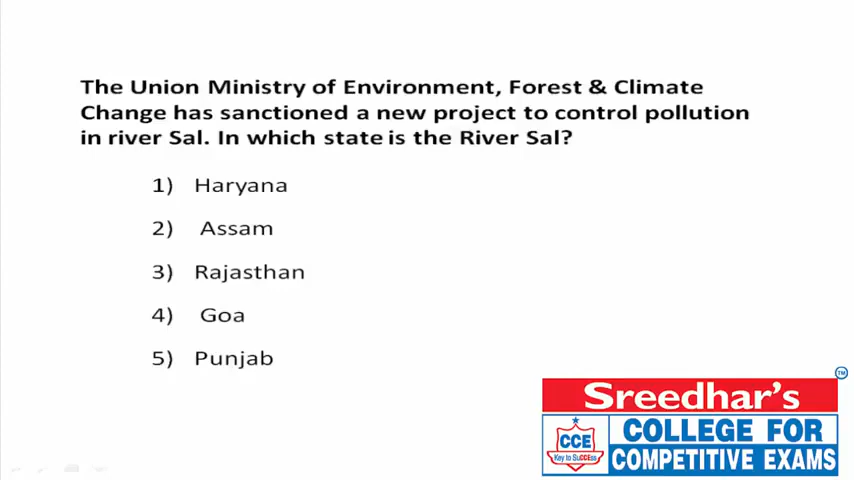 The Union Ministry of Environment, Forest & Climate
Change has sanctioned a new project to control pollution
in river Sal. In which state is the River Sal?
1) Haryana
2) Assam
3) Rajasthan
4) Goa
5) Punjab
TM
Sreedhar's
CCE
Key to SuCCEss
COLLEGE FOR
COMPETITIVE EXAMS